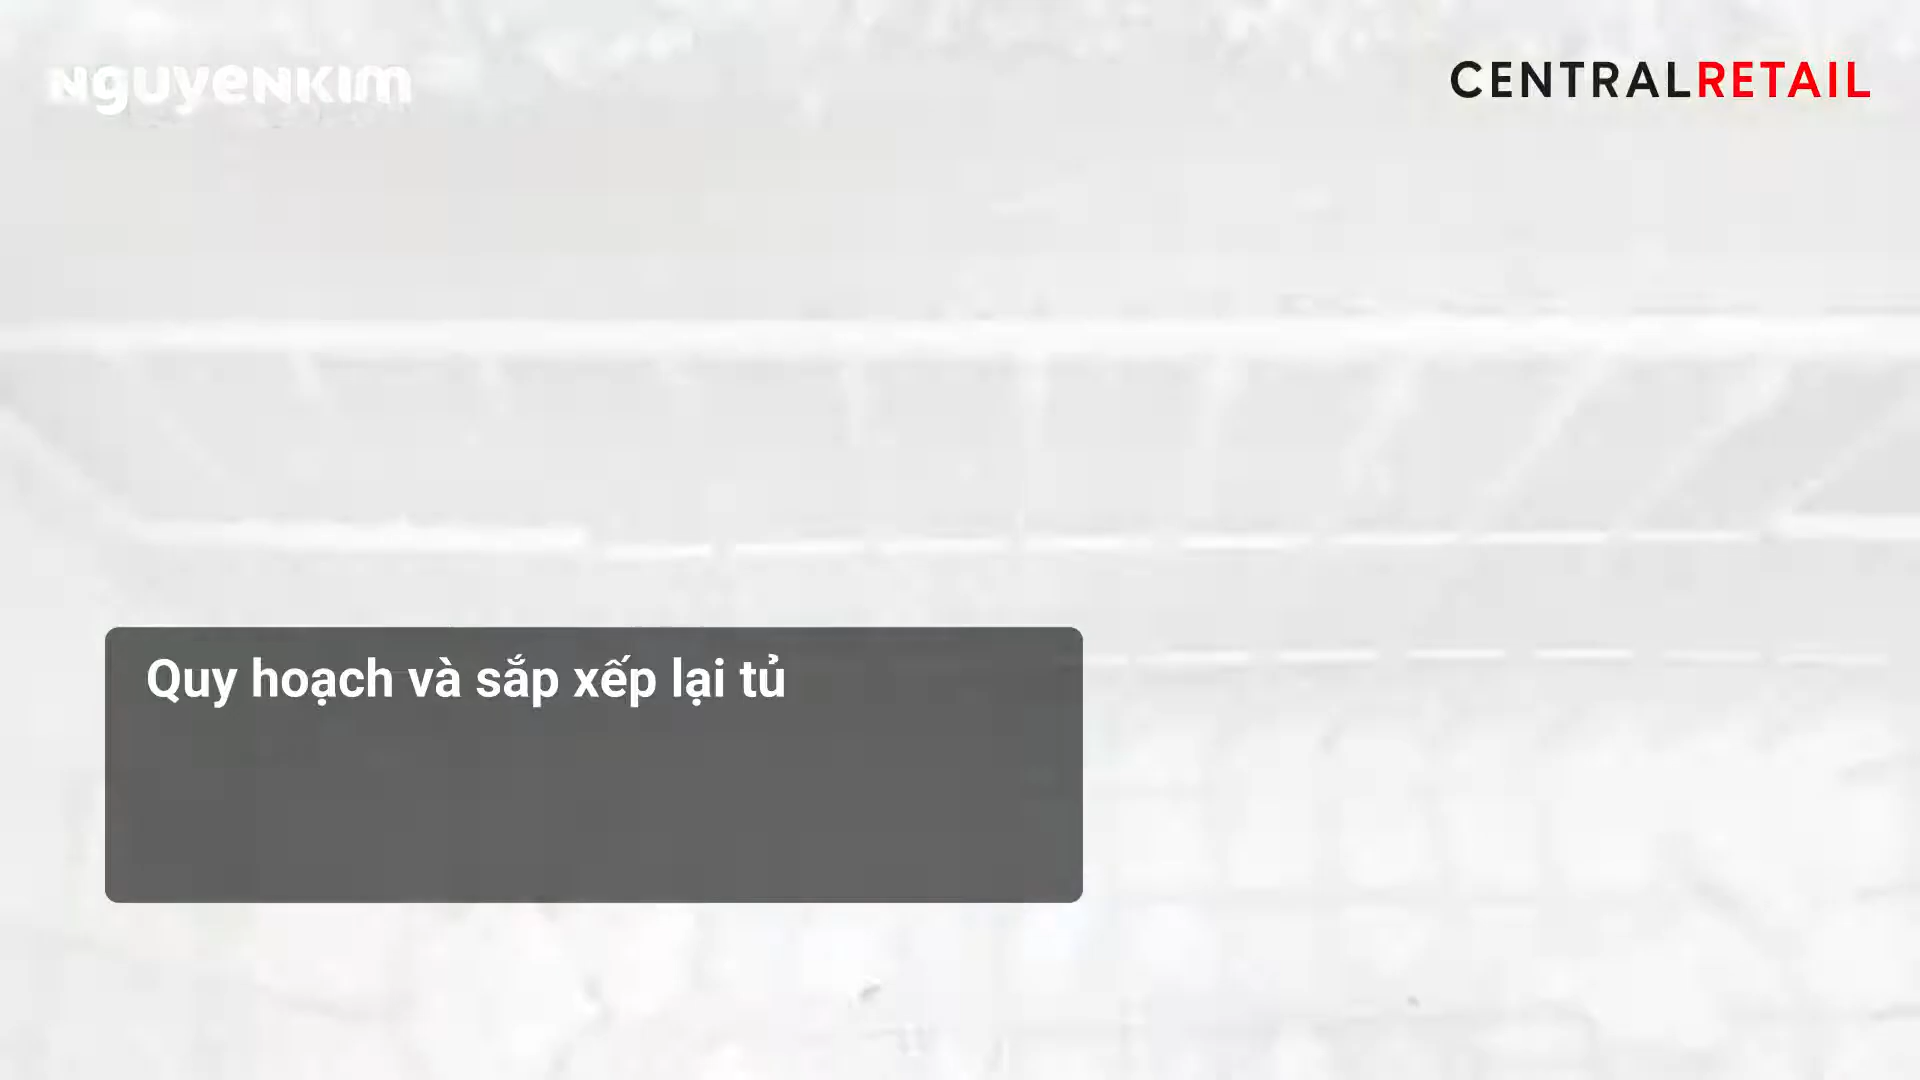 NGUYENKIM
CENTRALRETAIL
Quy hoạch và sắp xếp lại tủ